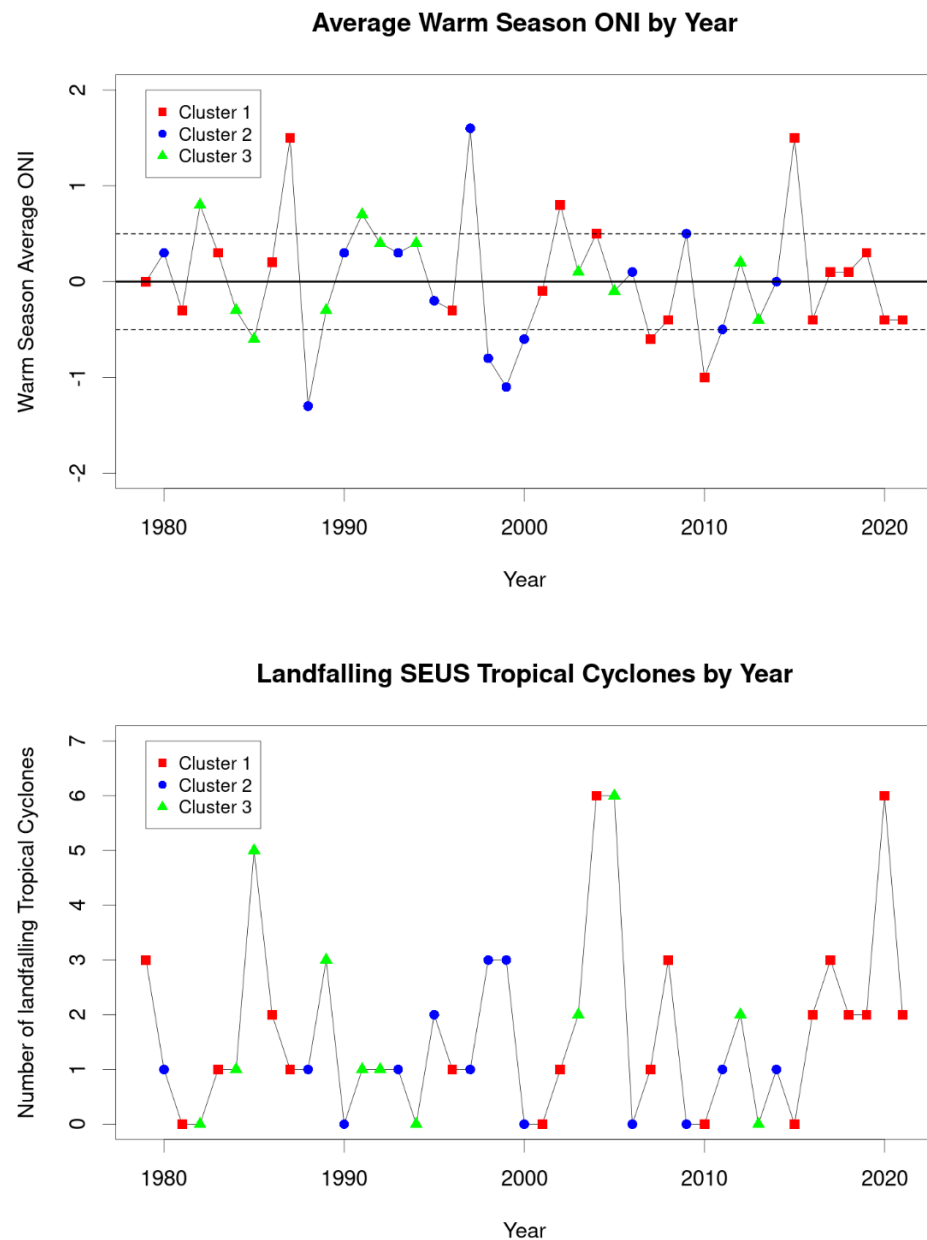 Average Warm Season ONI by Year
Warm Season Average ONI
2
1
0
-1
-2
Cluster 1
Cluster 2
Cluster 3
1980 1990 2000 2010 2020
Year
Landfalling SEUS Tropical Cyclones by Year
Number of landfalling Tropical Cyclones
7
6
5
4
3
2
1
0
Cluster 1
Cluster 2
Cluster 3
1980 1990 2000 2010 2020
Year